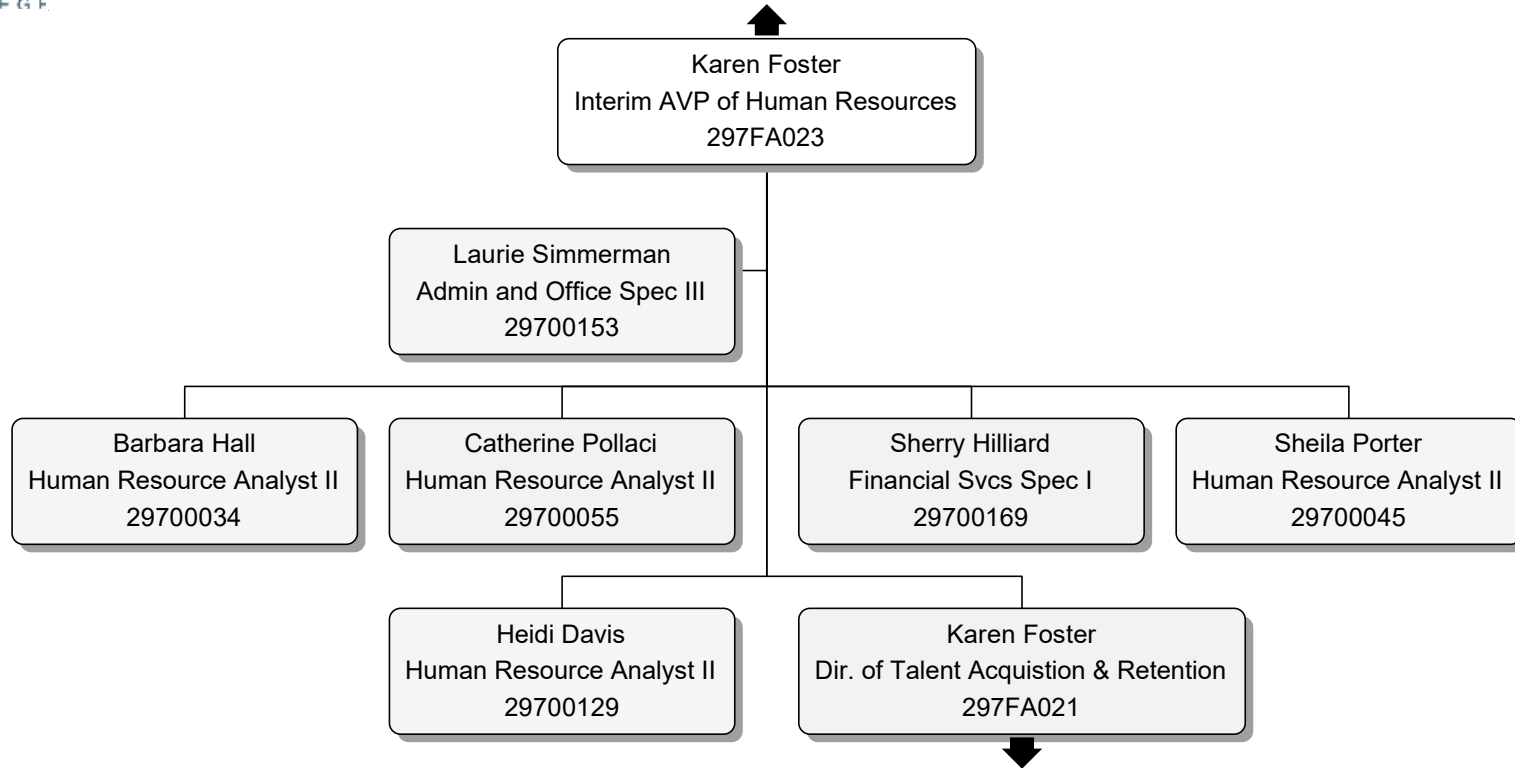 Karen Foster
Interim AVP of Human Resources
297FA023
Laurie Simmerman
Admin and Office Spec III
29700153
Barbara Hall
Human Resource Analyst II
29700034
Catherine Pollaci
Human Resource Analyst II
29700055
Sherry Hilliard
Financial Svcs Spec I
29700169
Sheila Porter
Human Resource Analyst II
29700045
Heidi Davis
Human Resource Analyst II
29700129
Karen Foster
Dir. of Talent Acquistion & Retention
297FA021